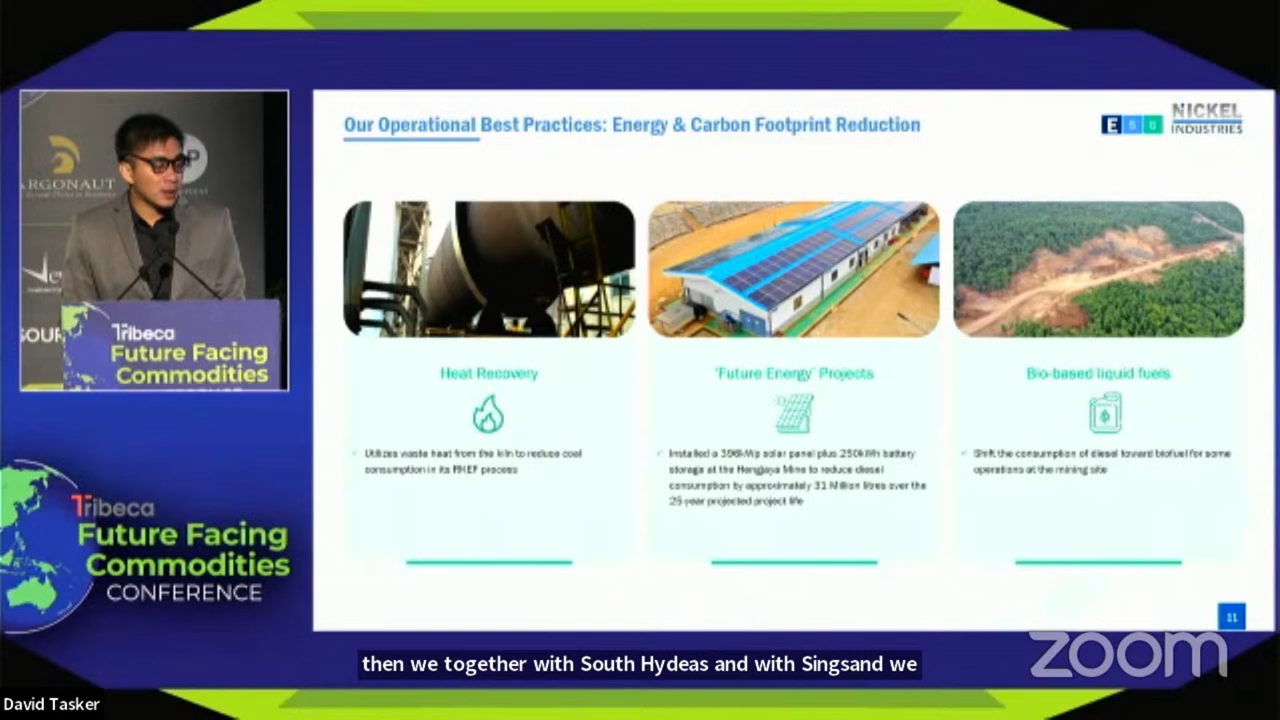 ARGONAUT
P
SOUR
Tribeca
Future Facing
Commodities
Tribeca
Future Facing
Commodities
CONFERENCE
Our Operational Best Practices: Energy & Carbon Footprint Reduction
E S G
NICKEL
INDUSTRIES
Heat Recovery
Utilizes waste heat from the kiln to reduce coal
consumption in its RKEF process
'Future Energy' Projects
Installed a 396kWp solar panel plus 250kWh battery
storage at the Hengjaya Mine to reduce diesel
consumption by approximately 31 Million litres over the
25-year projected project life
Bio-based liquid fuels
Shift the consumption of diesel toward biofuel for some
operations at the mining site
11
then we together with South Hydeas and with Singsand we
zoom
David Tasker